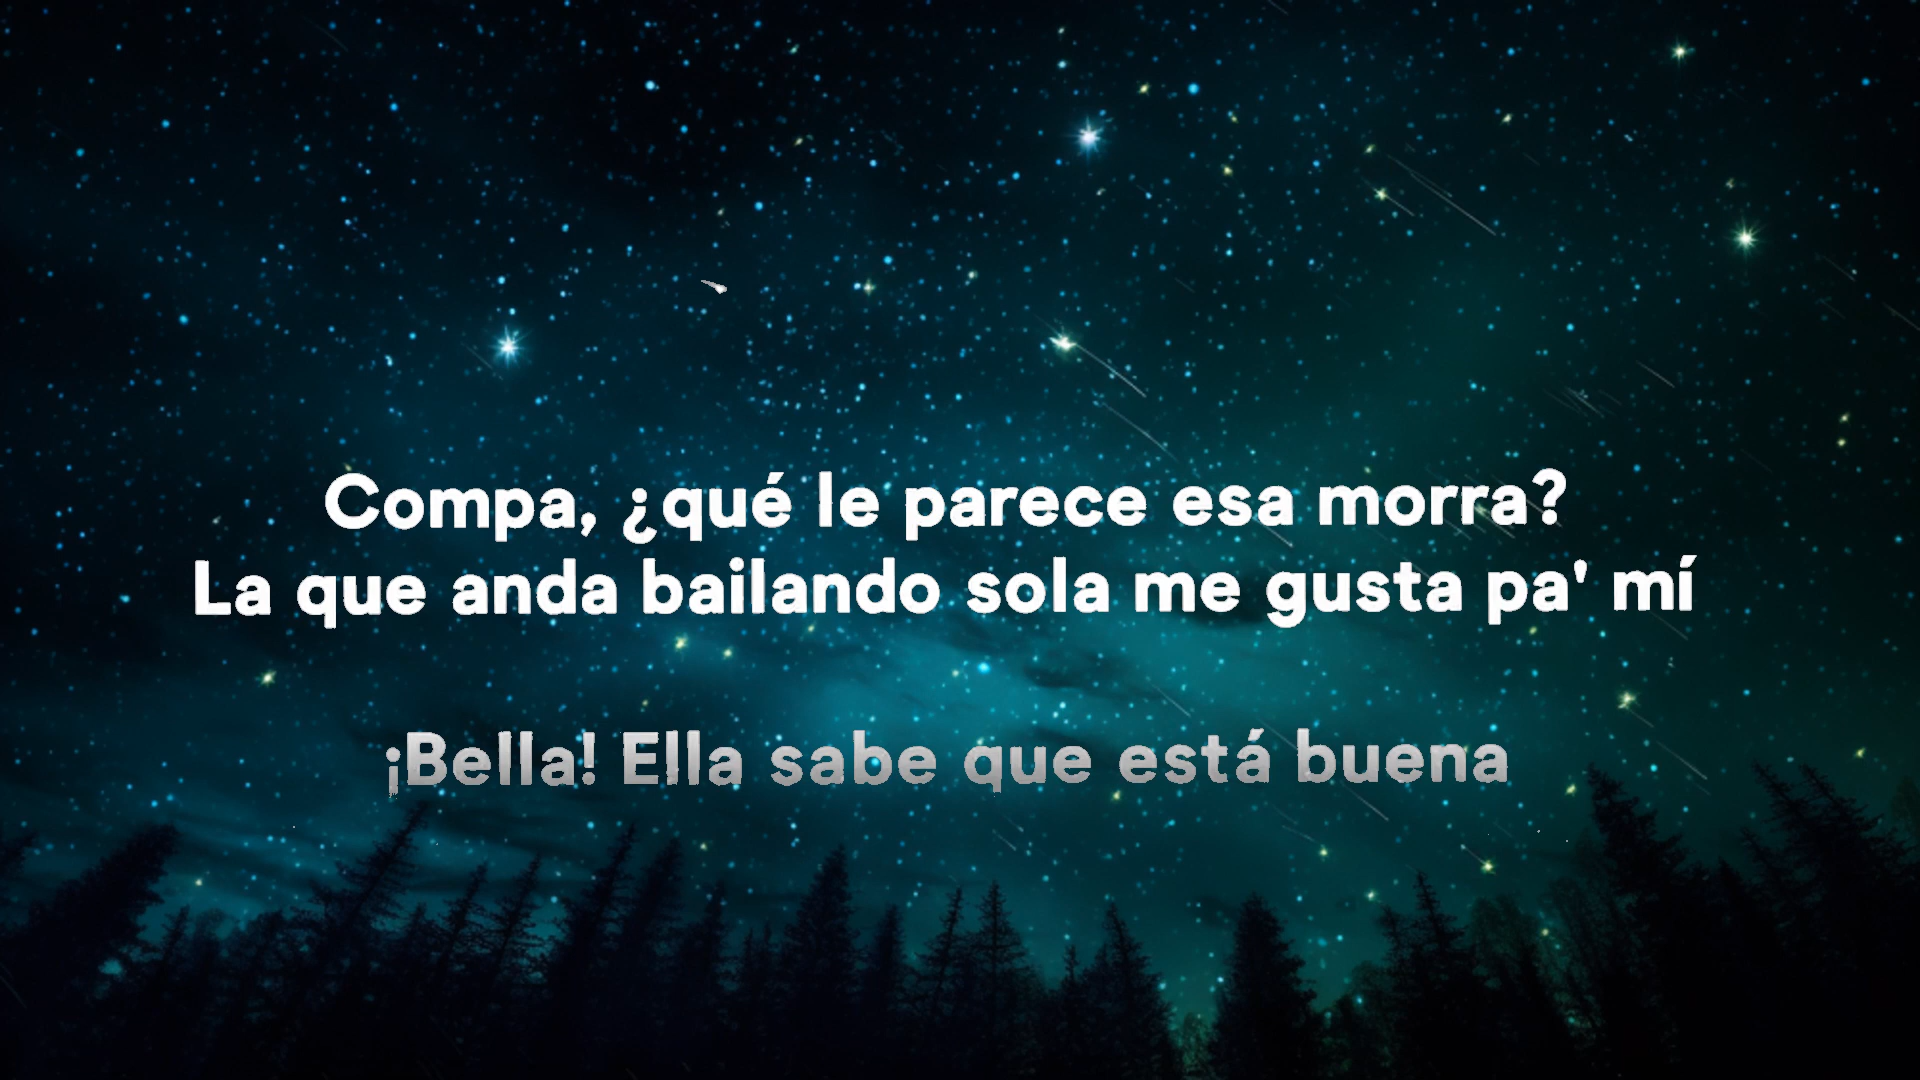 Compa, ¿qué le parece esa morra?
La que anda bailando sola me gusta pa' mí
¡Bella! Ella sabe que está buena